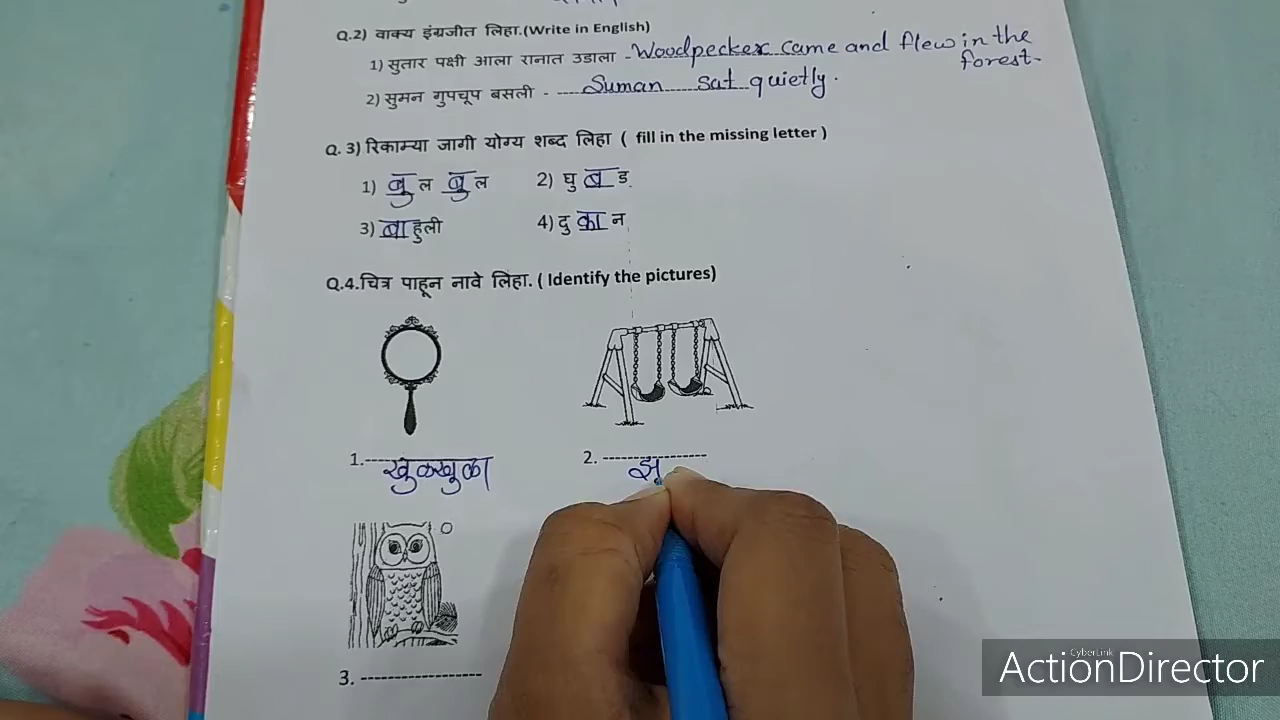 Q.2) वाक्य इंग्रजीत लिहा.(Write in English)
1) सुतार पक्षी आला रानात उडाला - Woodpecker came and flew in the forest.
2) सुमन गुपचूप बसली - Suman sat quietly.
Q. 3) रिकाम्या जागी योग्य शब्द लिहा ( fill in the missing letter )
1) बु ल बु ल 2) घु ब ड
3) बा हुली 4) दु का न
Q.4.चित्र पाहून नावे लिहा. ( Identify the pictures)
1. खुळखुळा 2. झू
3.
CyberLink
ActionDirector